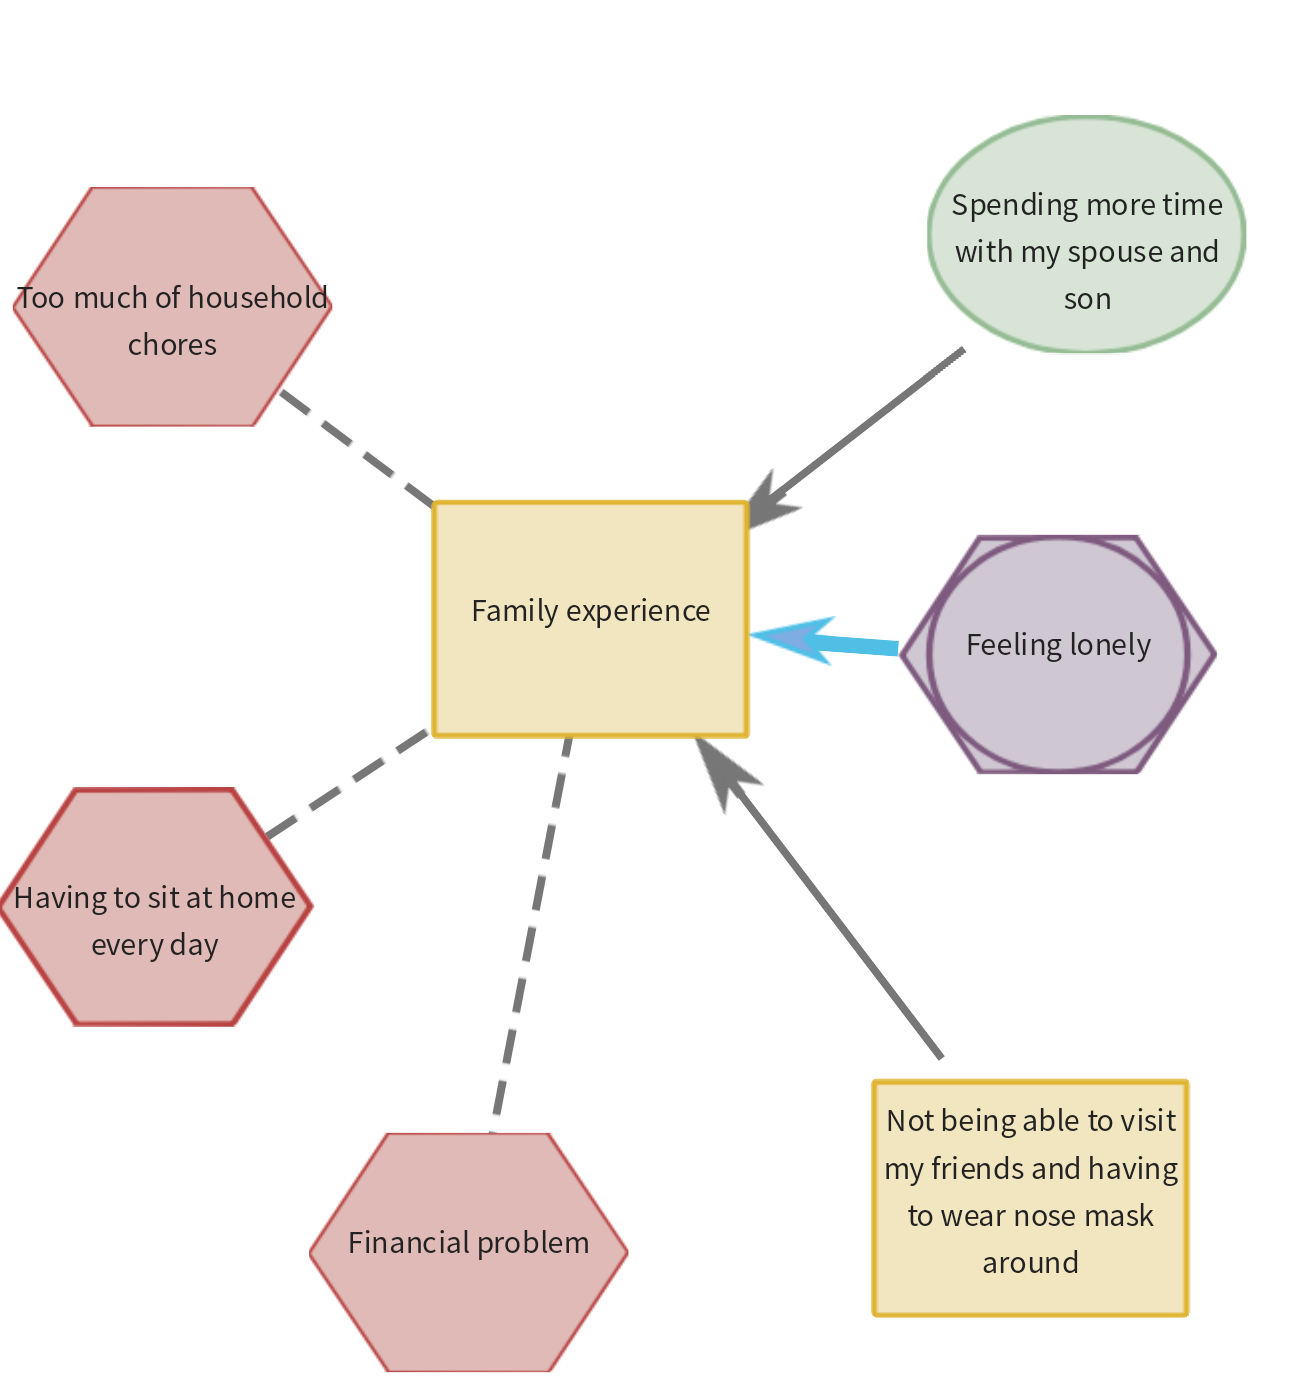 Spending more time
with my spouse and
son
Too much of household
chores
Family experience
Feeling lonely
Having to sit at home
every day
Not being able to visit
my friends and having
to wear nose mask
around
Financial problem